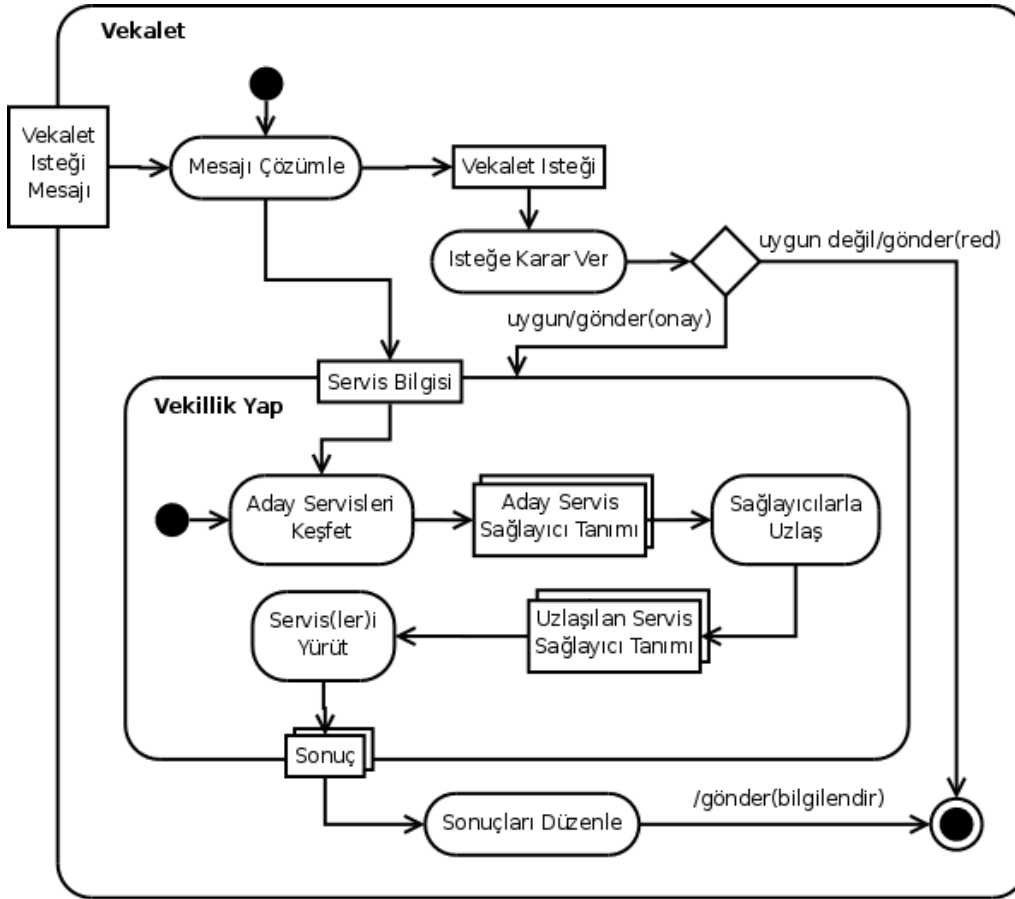 Vekalet
Vekalet
Isteği
Mesajı
Mesajı Çözümle
Vekalet Isteği
Isteğe Karar Ver
uygun değil/gönder(red)
uygun/gönder(onay)
Servis Bilgisi
Vekillik Yap
Aday Servisleri
Keşfet
Aday Servis
Sağlayıcı Tanımı
Sağlayıcılarla
Uzlaş
Servis(ler)i
Yürüt
Uzlaşılan Servis
Sağlayıcı Tanımı
Sonuç
Sonuçları Düzenle
/gönder(bilgilendir)